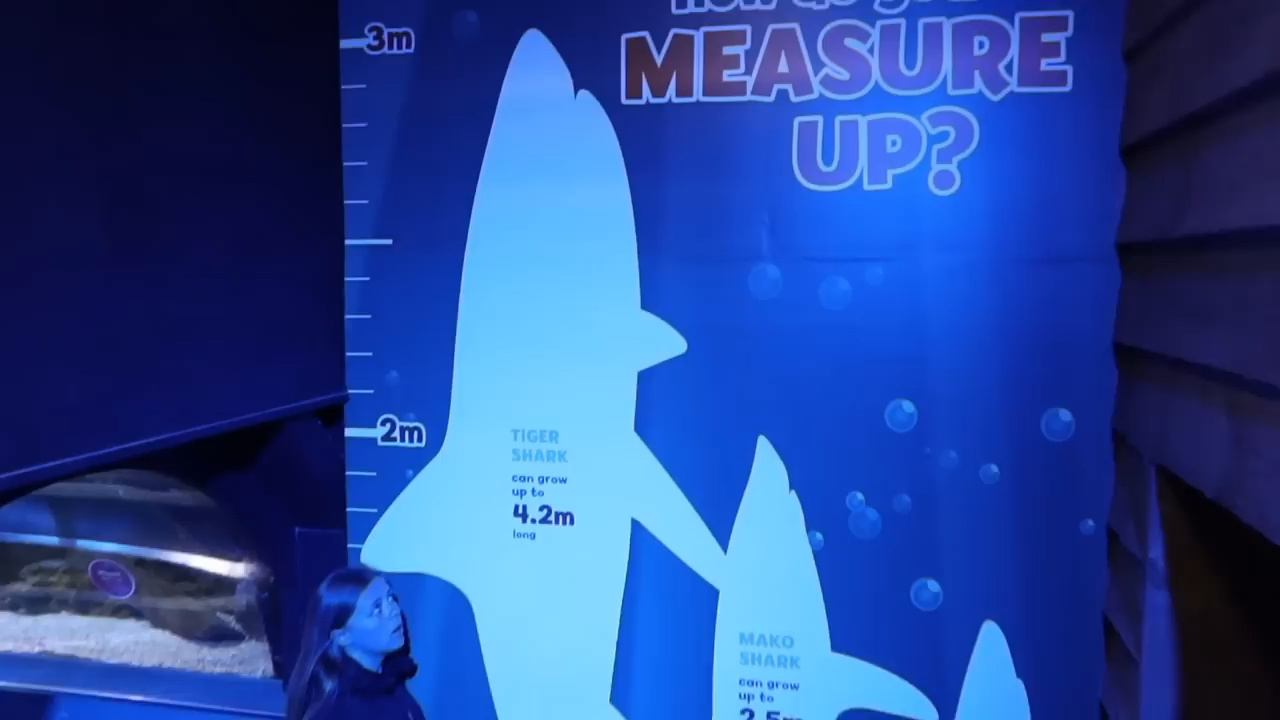 MEASURE
UP?
3m
2m
TIGER
SHARK
can grow
up to
4.2m
long
MAKO
SHARK
can grow
up to